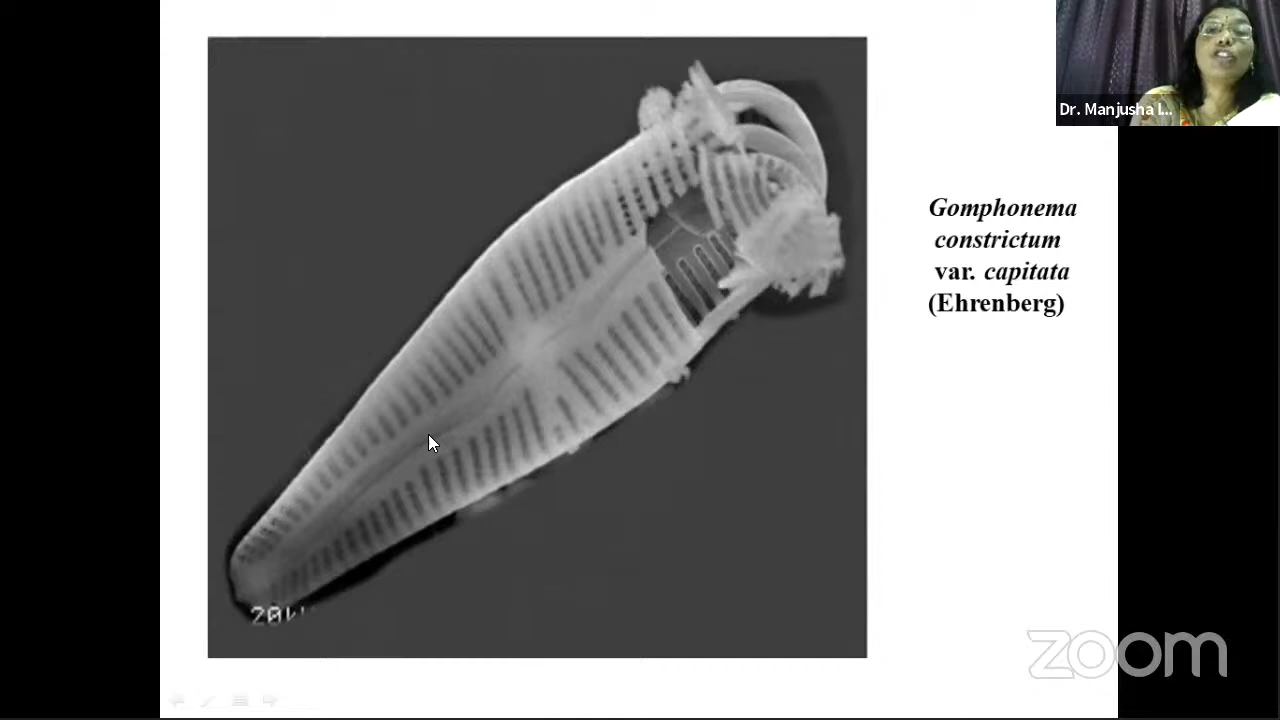 Dr. Manjusha I...
Gomphonema
constrictum
var. capitata
(Ehrenberg)
zoom